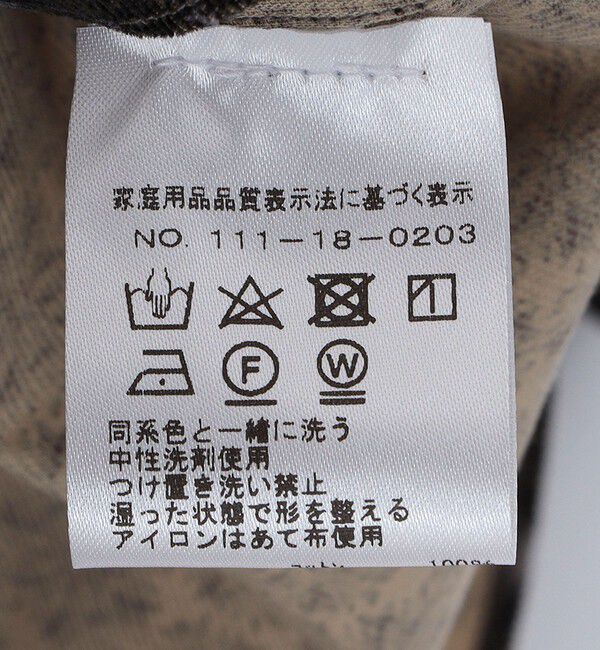 家庭用品品質表示法に基づく表示
NO. 111-18-0203
F W
同系色と一緒に洗う
中性洗剤使用
つけ置き洗い禁止
湿った状態で形を整える
アイロンはあて布使用